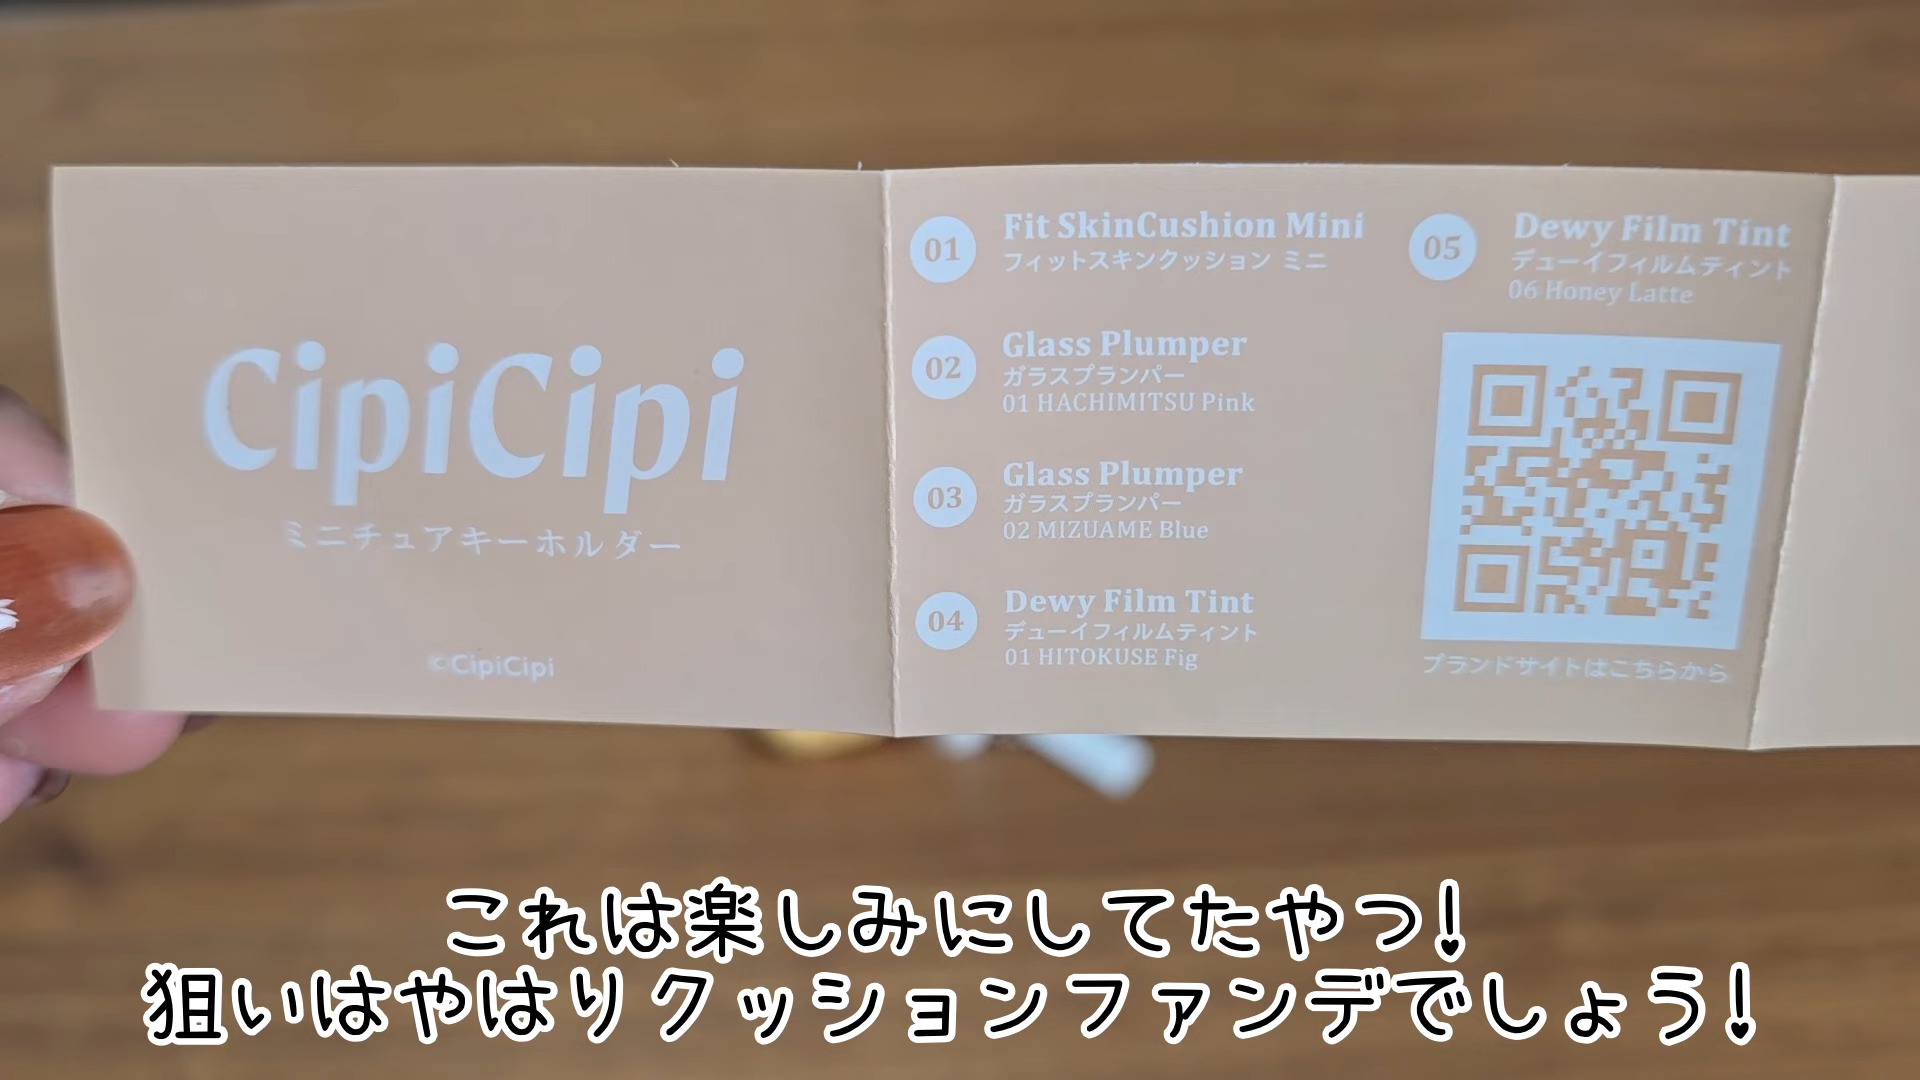 CipiCipi
ミニチュアキーホルダー
©CipiCipi
01
Fit SkinCushion Mini
フィットスキンクッション ミニ
02
Glass Plumper
ガラスプランパー
01 HACHIMITSU Pink
03
Glass Plumper
ガラスプランパー
02 MIZUAME Blue
04
Dewy Film Tint
デューイフィルムティント
01 HITOKUSE Fig
05
Dewy Film Tint
デューイフィルムティント
06 Honey Latte
ブランドサイトはこちらから
これは楽しみにしてたやつ!
狙いはやはりクッションファンデでしょう!